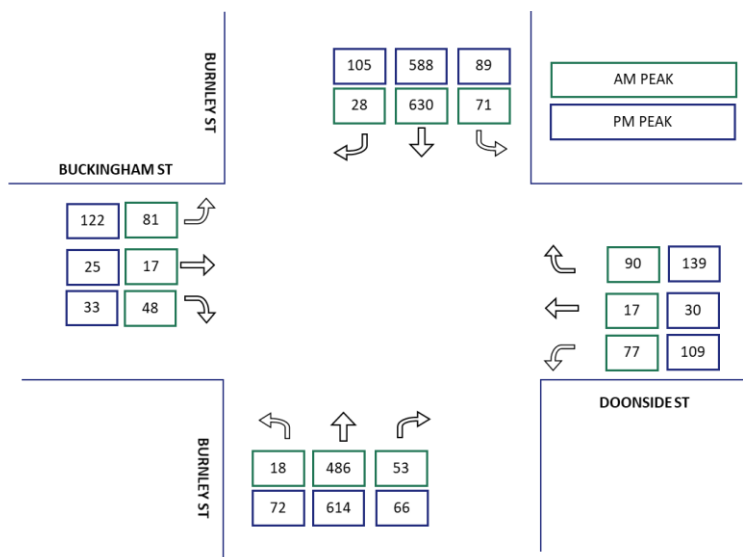 BURNLEY ST
105 588 89
28 630 71
AM PEAK
PM PEAK
BUCKINGHAM ST
122 81
25 17
33 48
90 139
17 30
77 109
DOONSIDE ST
BURNLEY ST
18 486 53
72 614 66